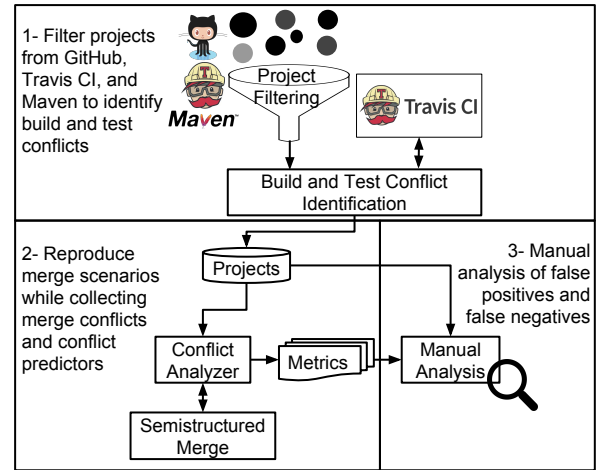 1- Filter projects
from GitHub,
Travis CI, and
Maven to identify
build and test
conflicts
Maven™
Project
Filtering
T
Travis CI
Build and Test Conflict
Identification
2- Reproduce
merge scenarios
while collecting
merge conflicts
and conflict
predictors
Projects
Conflict
Analyzer
Metrics
Semistructured
Merge
3- Manual
analysis of false
positives and
false negatives
Manual
Analysis